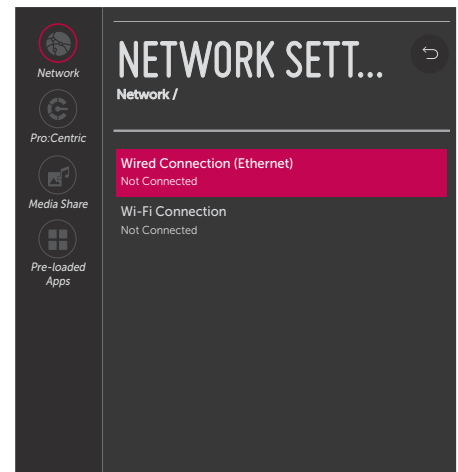 Network
Pro:Centric
Media Share
Pre-loaded
Apps
NETWORK SETT...
Network /
Wired Connection (Ethernet)
Not Connected
Wi-Fi Connection
Not Connected